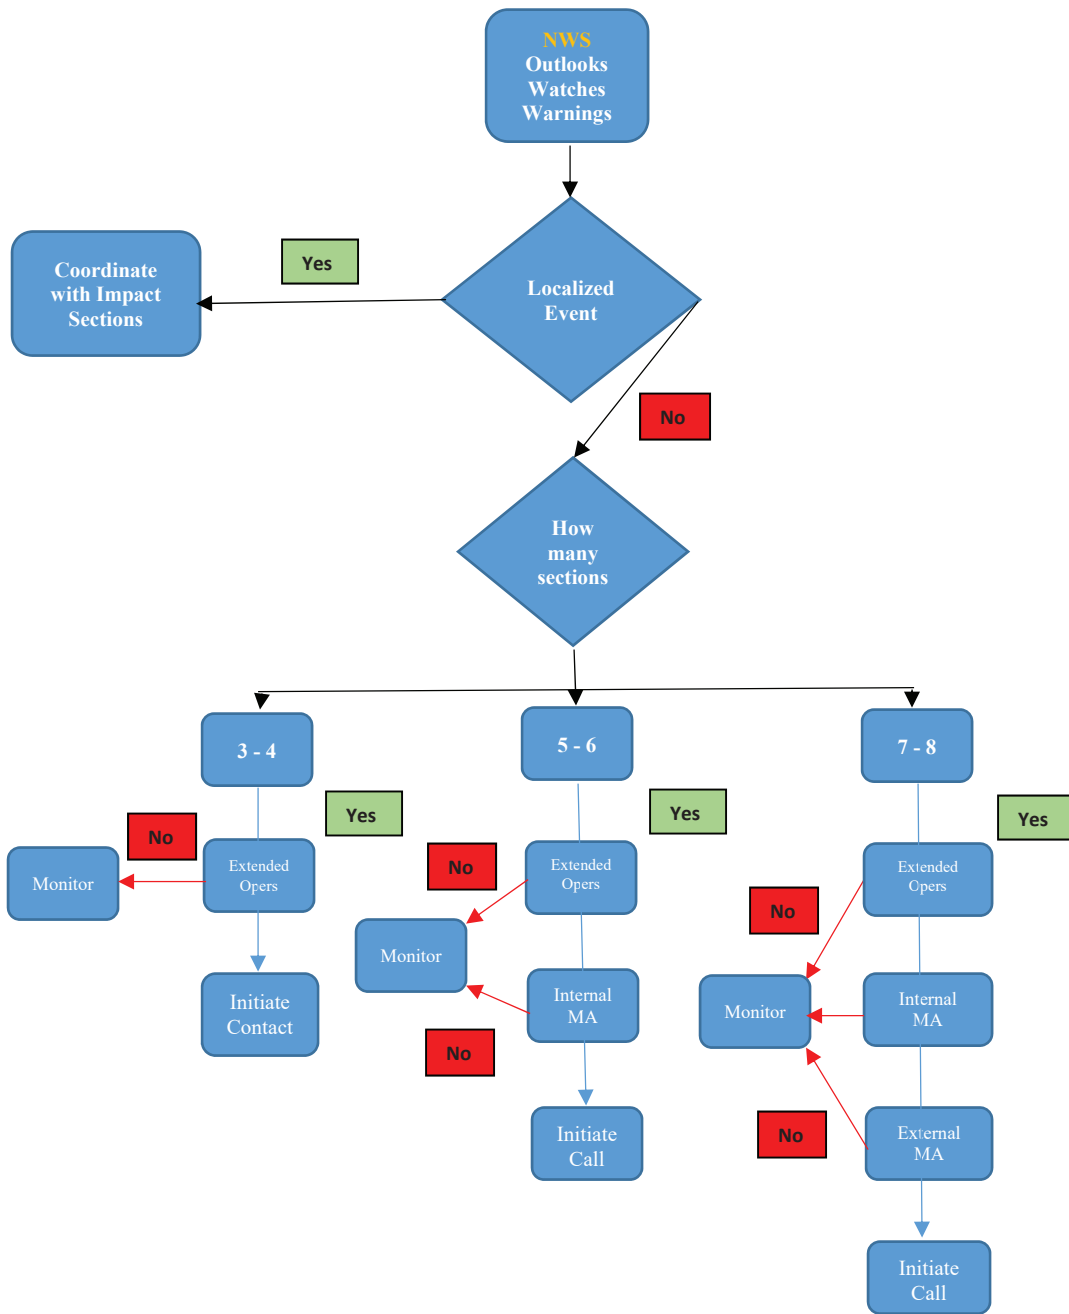 NWS
Outlooks
Watches
Warnings
Yes
Coordinate
with Impact
Sections
Localized
Event
No
How
many
sections
3 - 4
5 - 6
7 - 8
Yes
Yes
Yes
No
Monitor
Extended
Opers
Initiate
Contact
No
Extended
Opers
Monitor
No
Internal
MA
Initiate
Call
Extended
Opers
No
Monitor
Internal
MA
No
External
MA
Initiate
Call